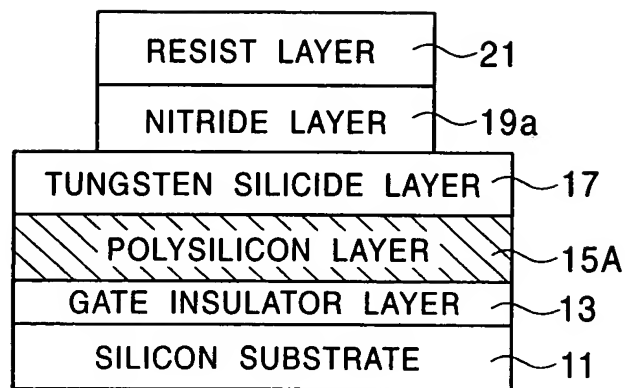 RESIST LAYER 21
NITRIDE LAYER 19a
TUNGSTEN SILICIDE LAYER 17
POLYSILICON LAYER 15A
GATE INSULATOR LAYER 13
SILICON SUBSTRATE 11